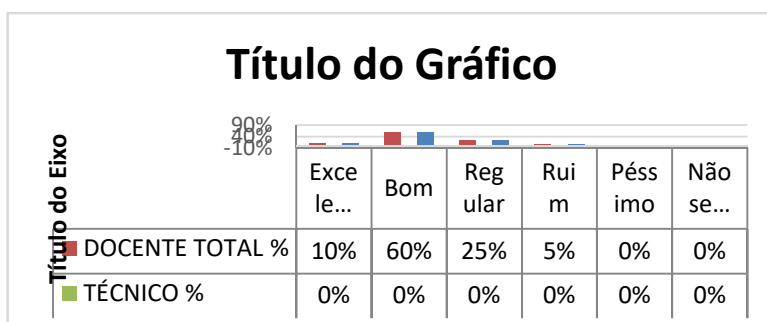 Título do Gráfico
Título do Eixo
90%
40%
-10%
Exce
le...
Bom
Reg
ular
Rui
m
Péss
imo
Não
se...
DOCENTE TOTAL % 10% 60% 25% 5% 0% 0%
TÉCNICO % 0% 0% 0% 0% 0% 0%